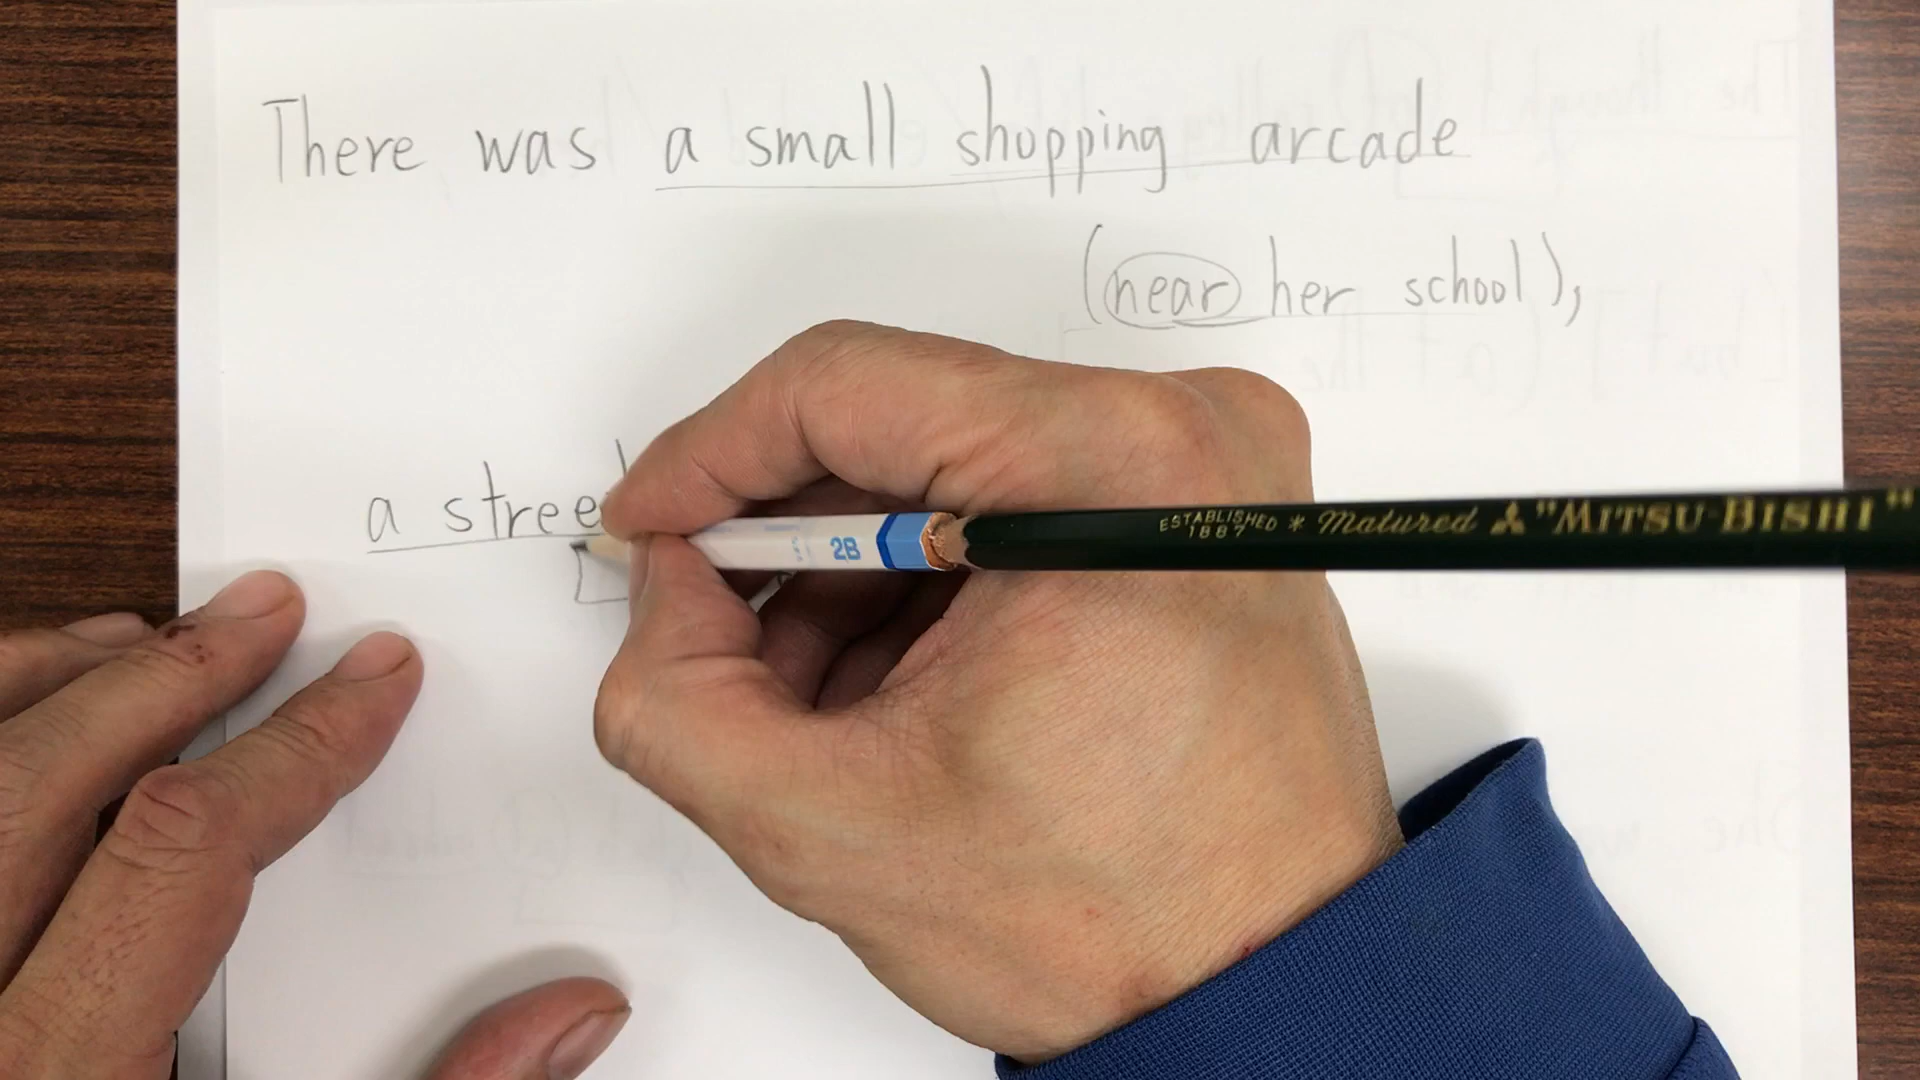 There was a small shopping arcade
(near her school),
a stree
2B
ESTABLISHED 1887 * Matured "MITSU-BISHI"